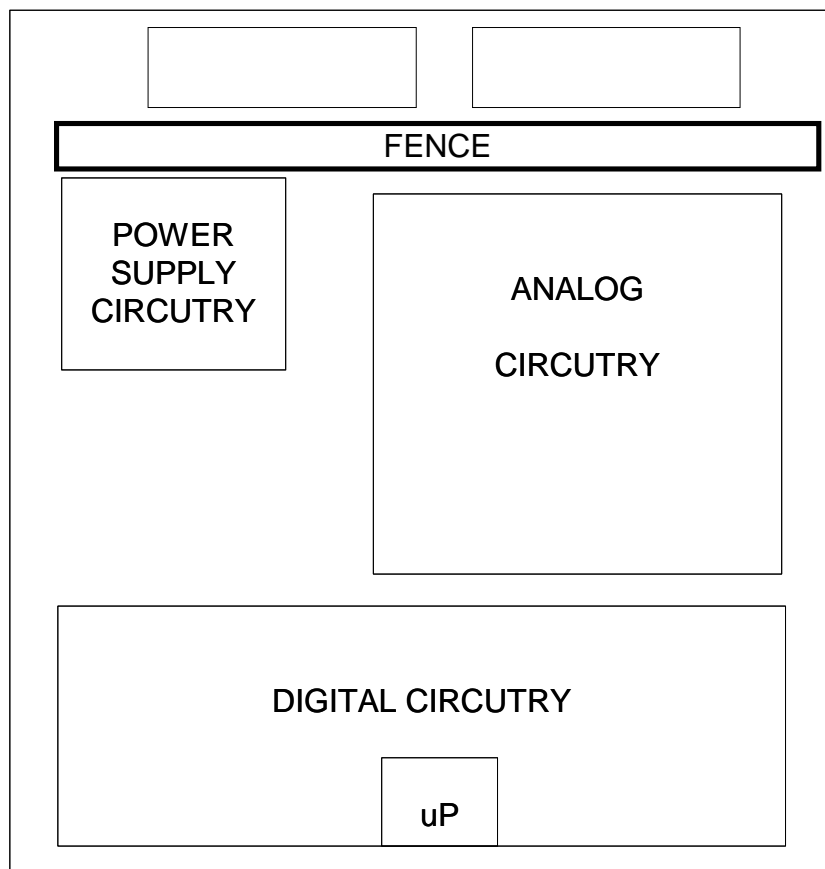 FENCE
POWER
SUPPLY
CIRCUTRY
ANALOG
CIRCUTRY
DIGITAL CIRCUTRY
uP